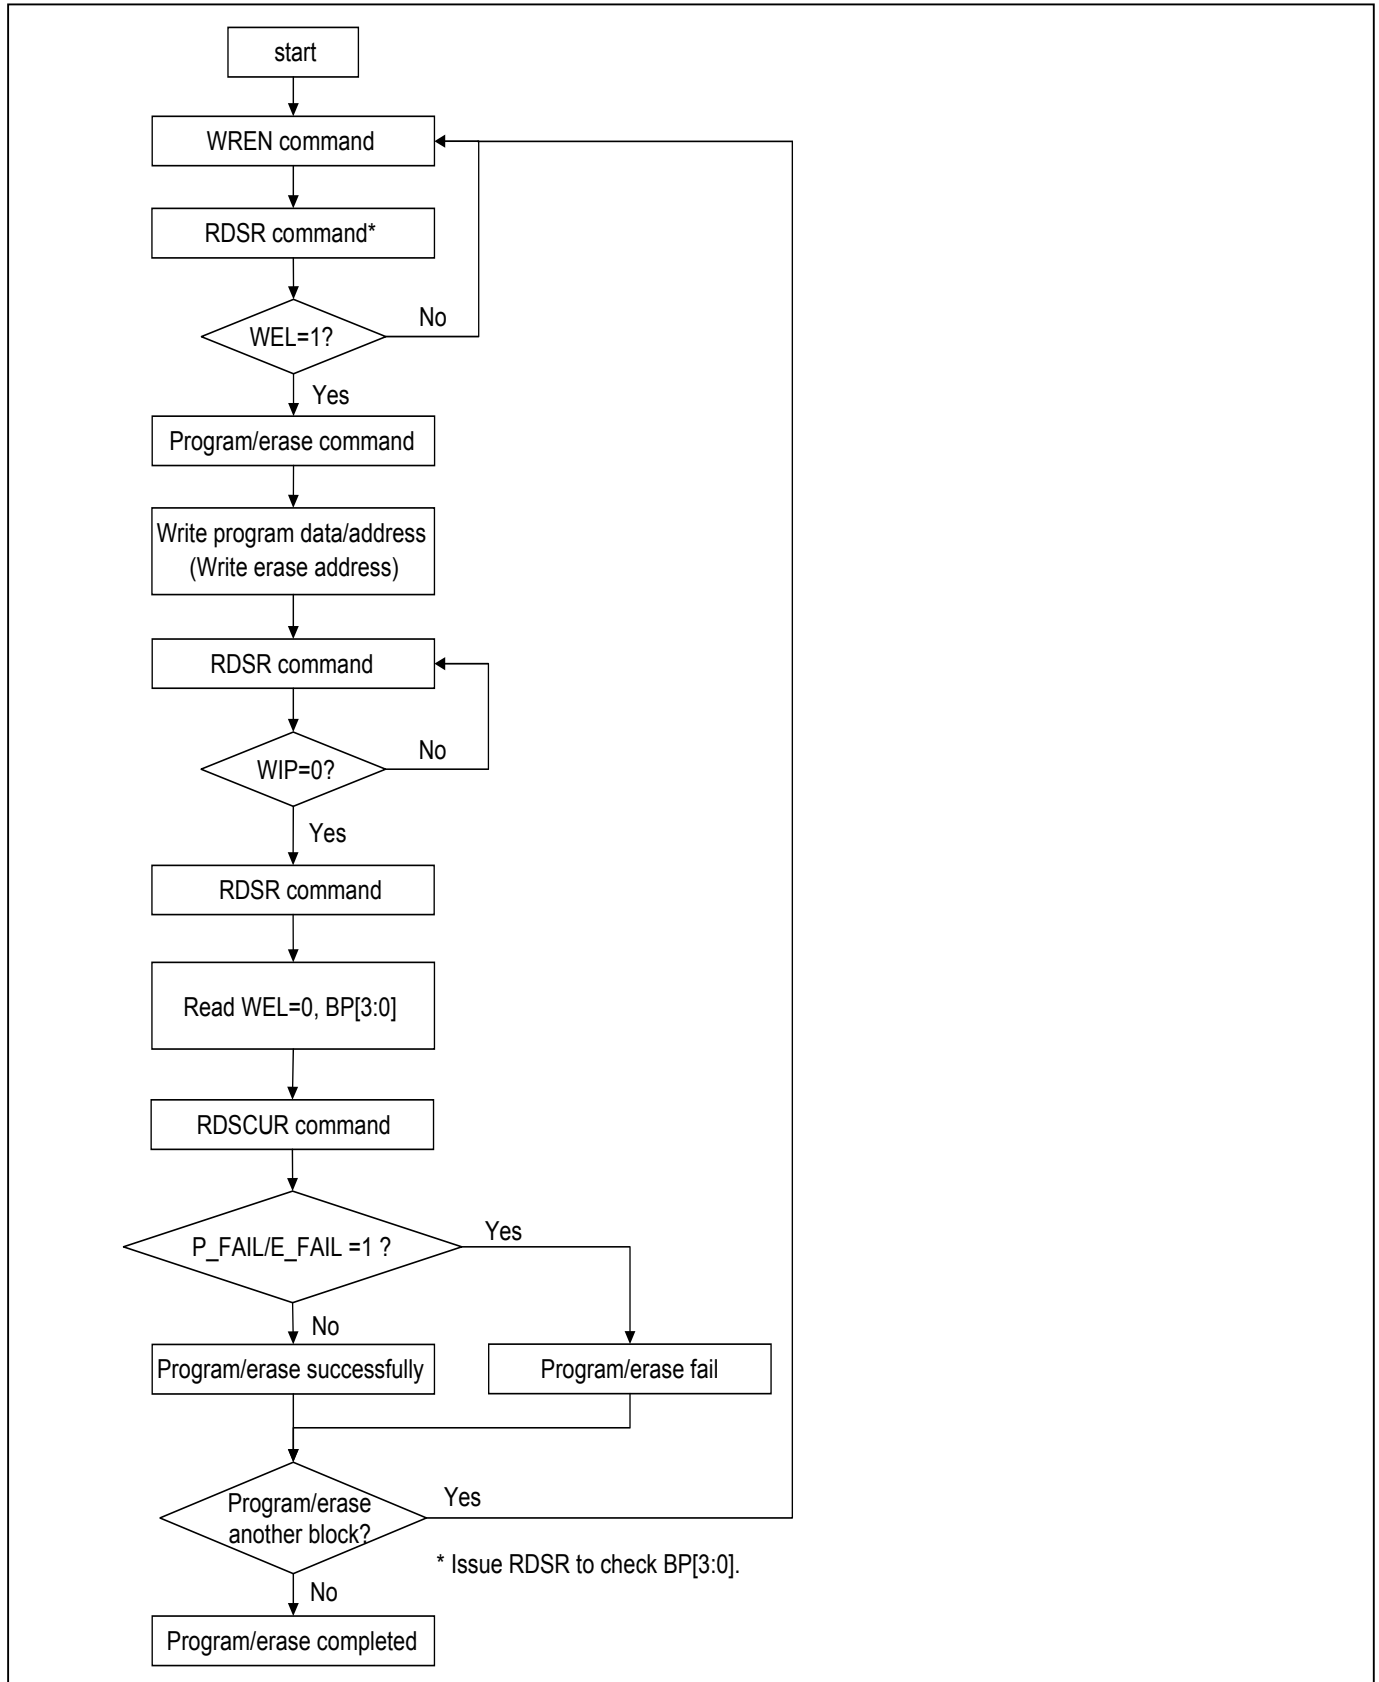 start
WREN command
RDSR command*
WEL=1?
No
Yes
Program/erase command
Write program data/address
(Write erase address)
RDSR command
WIP=0?
No
Yes
RDSR command
Read WEL=0, BP[3:0]
RDSCUR command
P_FAIL/E_FAIL =1 ?
Yes
No
Program/erase successfully
Program/erase fail
Program/erase
another block?
Yes
* Issue RDSR to check BP[3:0].
No
Program/erase completed